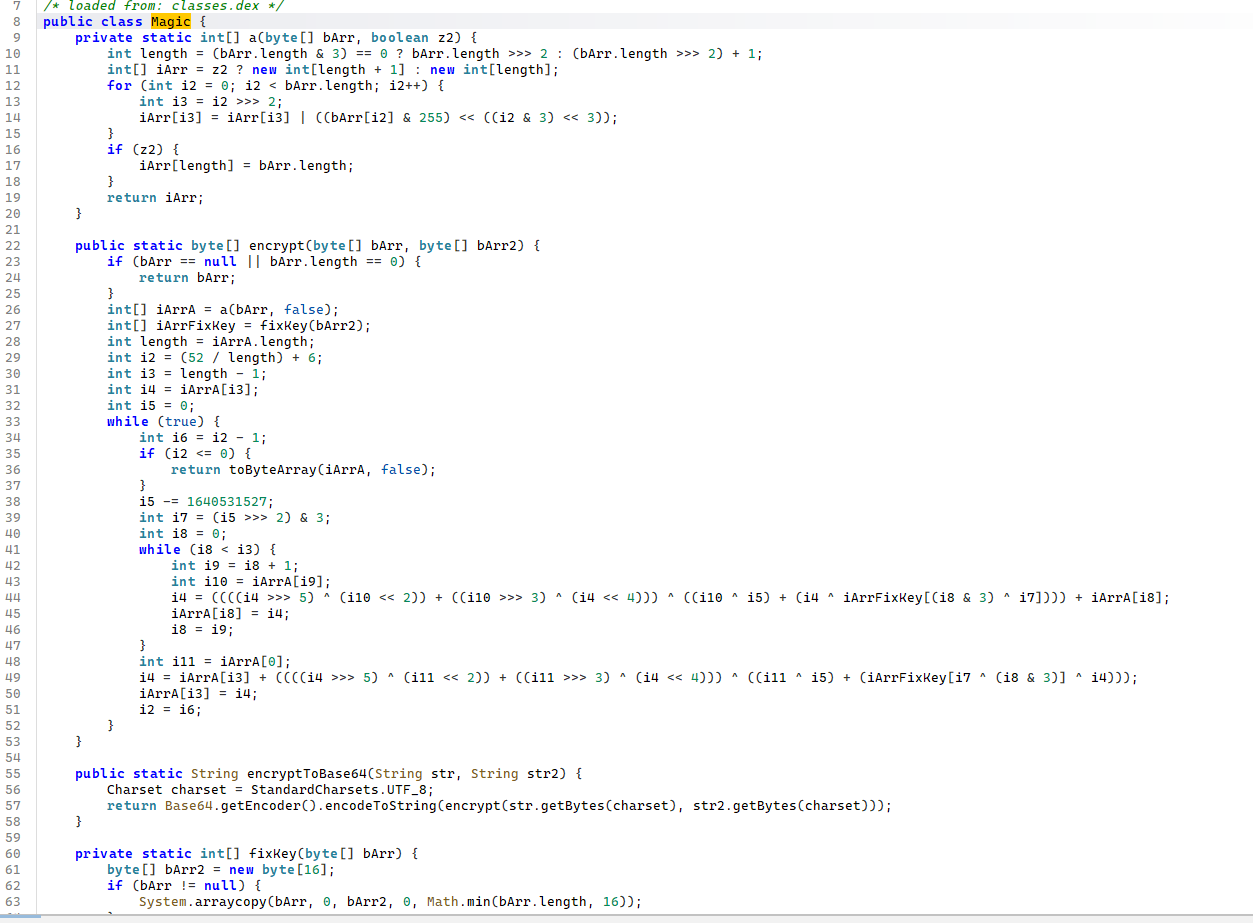 7 /* loaded from: classes.dex */
8 public class Magic {
9     private static int[] a(byte[] bArr, boolean z2) {
10         int length = (bArr.length & 3) == 0 ? bArr.length >>> 2 : (bArr.length >>> 2) + 1;
11         int[] iArr = z2 ? new int[length + 1] : new int[length];
12         for (int i2 = 0; i2 < bArr.length; i2++) {
13             int i3 = i2 >>> 2;
14             iArr[i3] = iArr[i3] | ((bArr[i2] & 255) << ((i2 & 3) << 3));
15         }
16         if (z2) {
17             iArr[length] = bArr.length;
18         }
19         return iArr;
20     }
21
22     public static byte[] encrypt(byte[] bArr, byte[] bArr2) {
23         if (bArr == null || bArr.length == 0) {
24             return bArr;
25         }
26         int[] iArrA = a(bArr, false);
27         int[] iArrFixKey = fixKey(bArr2);
28         int length = iArrA.length;
29         int i2 = (52 / length) + 6;
30         int i3 = length - 1;
31         int i4 = iArrA[i3];
32         int i5 = 0;
33         while (true) {
34             int i6 = i2 - 1;
35             if (i2 <= 0) {
36                 return toByteArray(iArrA, false);
37             }
38             i5 -= 1640531527;
39             int i7 = (i5 >>> 2) & 3;
40             int i8 = 0;
41             while (i8 < i3) {
42                 int i9 = i8 + 1;
43                 int i10 = iArrA[i9];
44                 i4 = ((((i4 >>> 5) ^ (i10 << 2)) + ((i10 >>> 3) ^ (i4 << 4))) ^ ((i10 ^ i5) + (i4 ^ iArrFixKey[(i8 & 3) ^ i7]))) + iArrA[i8];
45                 iArrA[i8] = i4;
46                 i8 = i9;
47             }
48             int i11 = iArrA[0];
49             i4 = iArrA[i3] + ((((i4 >>> 5) ^ (i11 << 2)) + ((i11 >>> 3) ^ (i4 << 4))) ^ ((i11 ^ i5) + (iArrFixKey[i7 ^ (i8 & 3)] ^ i4)));
50             iArrA[i3] = i4;
51             i2 = i6;
52         }
53     }
54
55     public static String encryptToBase64(String str, String str2) {
56         Charset charset = StandardCharsets.UTF_8;
57         return Base64.getEncoder().encodeToString(encrypt(str.getBytes(charset), str2.getBytes(charset)));
58     }
59
60     private static int[] fixKey(byte[] bArr) {
61         byte[] bArr2 = new byte[16];
62         if (bArr != null) {
63             System.arraycopy(bArr, 0, bArr2, 0, Math.min(bArr.length, 16));